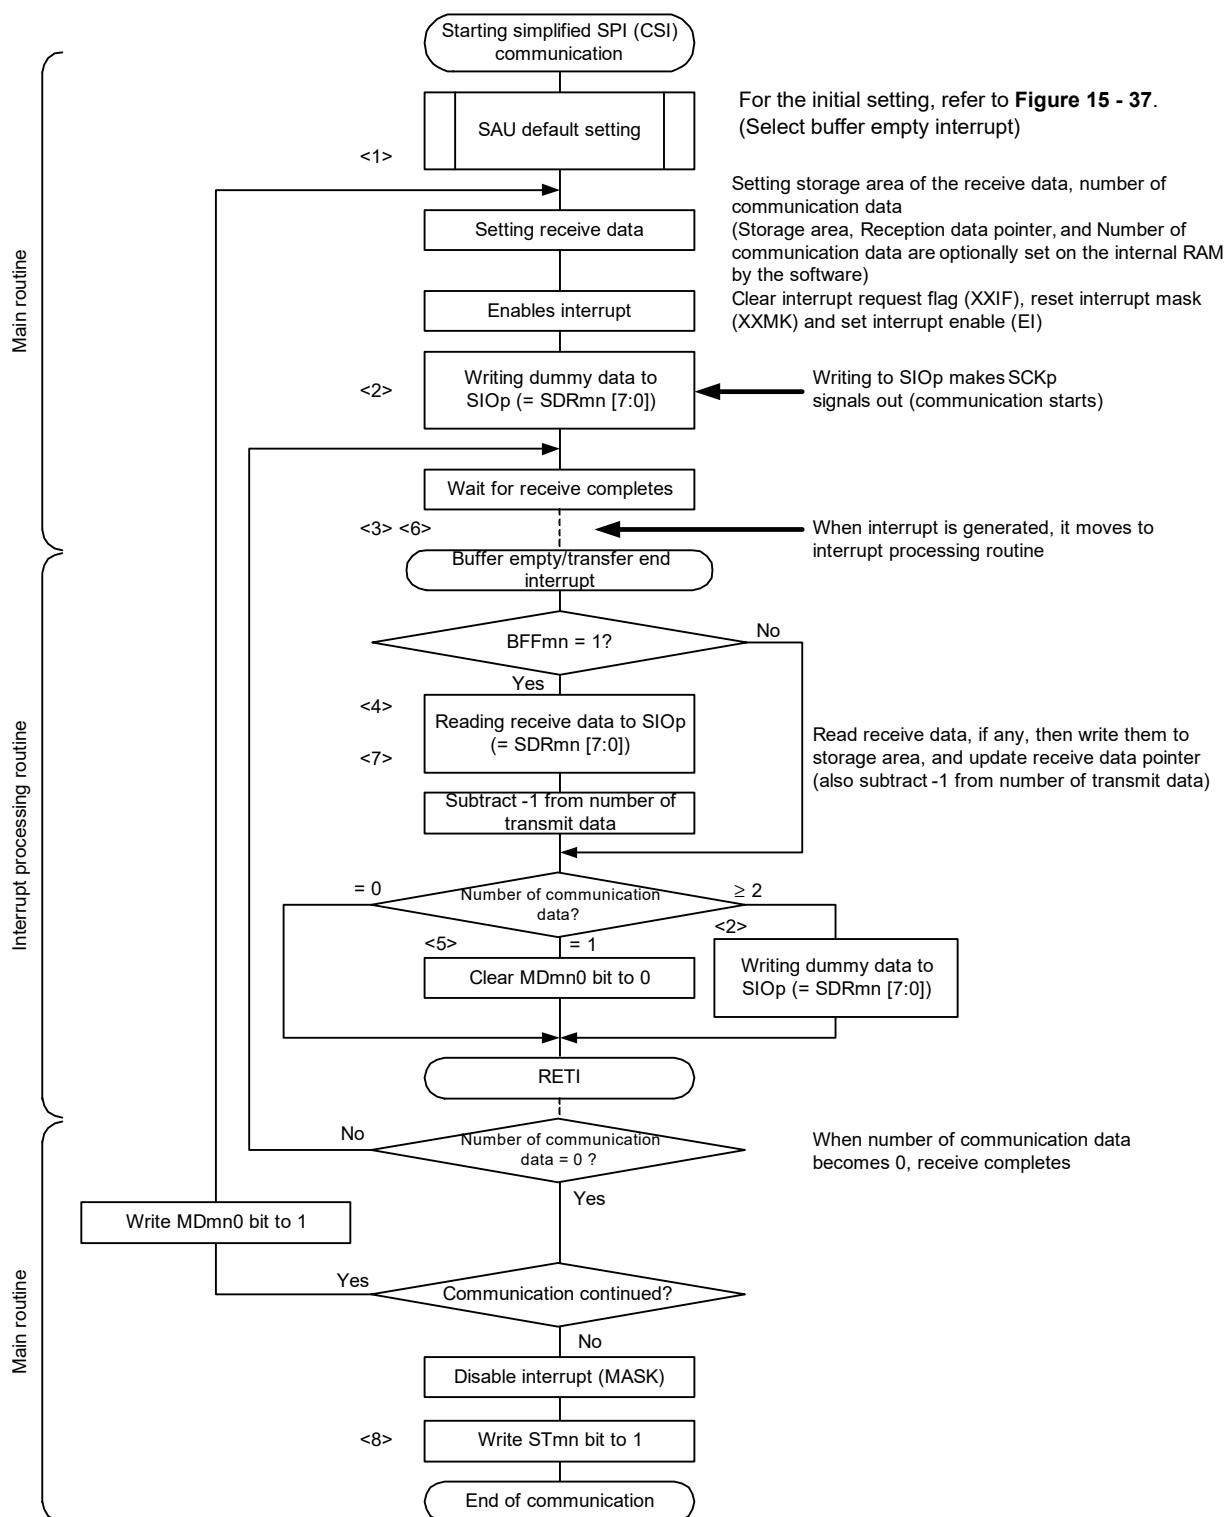 Starting simplified SPI (CSI)
communication
For the initial setting, refer to Figure 15 - 37.
(Select buffer empty interrupt)
SAU default setting
<1>
Setting storage area of the receive data, number of
communication data
(Storage area, Reception data pointer, and Number of
communication data are optionally set on the internal RAM
by the software)
Clear interrupt request flag (XXIF), reset interrupt mask
(XXMK) and set interrupt enable (EI)
Setting receive data
Enables interrupt
Main routine
<2>
Writing dummy data to
SIOp (= SDRmn [7:0])
Writing to SIOp makes SCKp
signals out (communication starts)
Wait for receive completes
<3> <6>
When interrupt is generated, it moves to
interrupt processing routine
Buffer empty/transfer end
interrupt
BFFmn = 1?
No
Yes
<4>
Reading receive data to SIOp
(= SDRmn [7:0])
<7>
Read receive data, if any, then write them to
storage area, and update receive data pointer
(also subtract -1 from number of transmit data)
Subtract -1 from number of
transmit data
Interrupt processing routine
= 0
Number of communication
data?
≥ 2
<5>
= 1
<2>
Clear MDmn0 bit to 0
Writing dummy data to
SIOp (= SDRmn [7:0])
RETI
No
Number of communication
data = 0 ?
When number of communication data
becomes 0, receive completes
Yes
Write MDmn0 bit to 1
Yes
Communication continued?
No
Main routine
Disable interrupt (MASK)
<8>
Write STmn bit to 1
End of communication